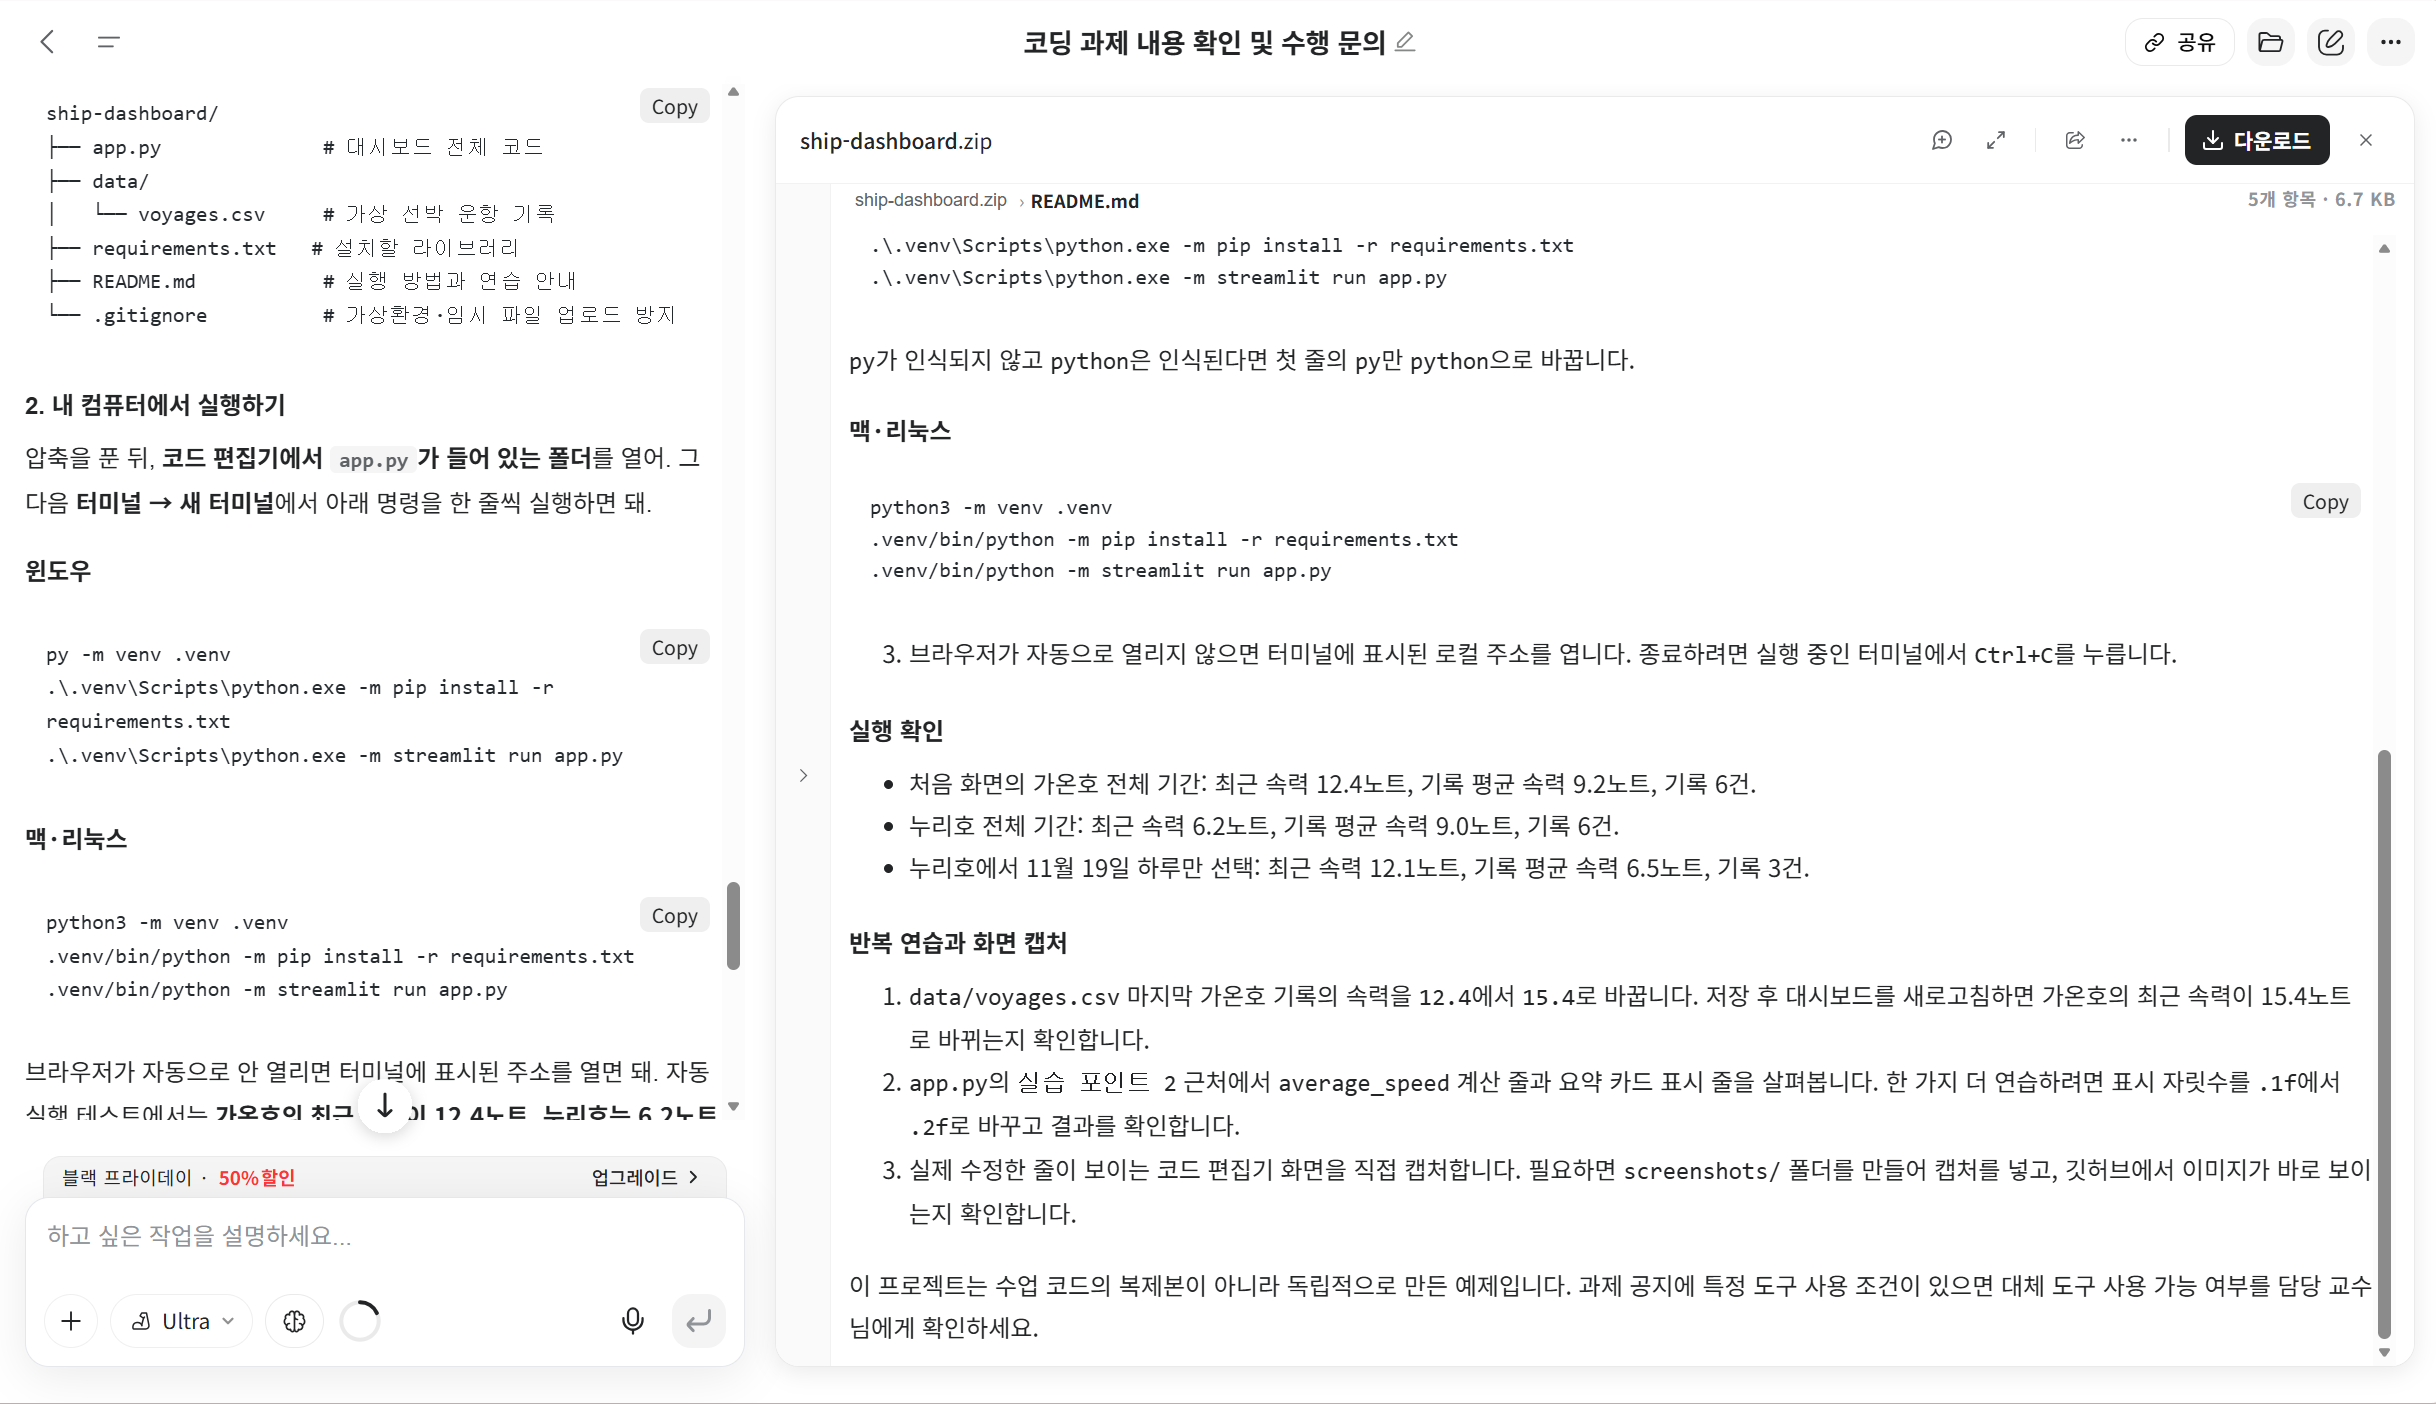 코딩 과제 내용 확인 및 수행 문의
공유
ship-dashboard/
Copy
├── app.py # 대시보드 전체 코드
├── data/
│ └── voyages.csv # 가상 선박 운항 기록
├── requirements.txt # 설치할 라이브러리
├── README.md # 실행 방법과 연습 안내
└── .gitignore # 가상환경·임시 파일 업로드 방지
2. 내 컴퓨터에서 실행하기
압축을 푼 뒤, 코드 편집기에서 app.py 가 들어 있는 폴더를 열어. 그
다음 터미널 → 새 터미널에서 아래 명령을 한 줄씩 실행하면 돼.
윈도우
Copy
py -m venv .venv
.\.venv\Scripts\python.exe -m pip install -r
requirements.txt
.\.venv\Scripts\python.exe -m streamlit run app.py
맥·리눅스
Copy
python3 -m venv .venv
.venv/bin/python -m pip install -r requirements.txt
.venv/bin/python -m streamlit run app.py
브라우저가 자동으로 안 열리면 터미널에 표시된 주소를 열면 돼. 자동
실행 테스트에서는 가온호의 최근 이 12.4노트, 누리호는 6.2노트
블랙 프라이데이 · 50% 할인
업그레이드
하고 싶은 작업을 설명하세요...
Ultra
ship-dashboard.zip
다운로드
ship-dashboard.zip › README.md
5개 항목 · 6.7 KB
.\.venv\Scripts\python.exe -m pip install -r requirements.txt
.\.venv\Scripts\python.exe -m streamlit run app.py
py가 인식되지 않고 python은 인식된다면 첫 줄의 py만 python으로 바꿉니다.
맥·리눅스
Copy
python3 -m venv .venv
.venv/bin/python -m pip install -r requirements.txt
.venv/bin/python -m streamlit run app.py
3. 브라우저가 자동으로 열리지 않으면 터미널에 표시된 로컬 주소를 엽니다. 종료하려면 실행 중인 터미널에서 Ctrl+C를 누릅니다.
실행 확인
• 처음 화면의 가온호 전체 기간: 최근 속력 12.4노트, 기록 평균 속력 9.2노트, 기록 6건.
• 누리호 전체 기간: 최근 속력 6.2노트, 기록 평균 속력 9.0노트, 기록 6건.
• 누리호에서 11월 19일 하루만 선택: 최근 속력 12.1노트, 기록 평균 속력 6.5노트, 기록 3건.
반복 연습과 화면 캡처
1. data/voyages.csv 마지막 가온호 기록의 속력을 12.4에서 15.4로 바꿉니다. 저장 후 대시보드를 새로고침하면 가온호의 최근 속력이 15.4노트
로 바뀌는지 확인합니다.
2. app.py의 실습 포인트 2 근처에서 average_speed 계산 줄과 요약 카드 표시 줄을 살펴봅니다. 한 가지 더 연습하려면 표시 자릿수를 .1f에서
.2f로 바꾸고 결과를 확인합니다.
3. 실제 수정한 줄이 보이는 코드 편집기 화면을 직접 캡처합니다. 필요하면 screenshots/ 폴더를 만들어 캡처를 넣고, 깃허브에서 이미지가 바로 보이
는지 확인합니다.
이 프로젝트는 수업 코드의 복제본이 아니라 독립적으로 만든 예제입니다. 과제 공지에 특정 도구 사용 조건이 있으면 대체 도구 사용 가능 여부를 담당 교수
님에게 확인하세요.